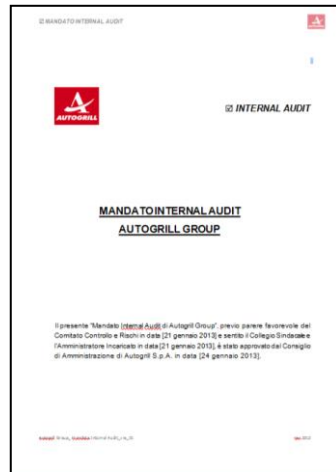 ☑ MANDATO INTERNAL AUDIT
AUTOGRILL
☑ INTERNAL AUDIT
MANDATO INTERNAL AUDIT
AUTOGRILL GROUP
Il presente "Mandato Internal Audit di Autogrill Group", previo parere favorevole del
Comitato Controllo e Rischi in data [21 gennaio 2013] e sentito il Collegio Sindacale e
l'Amministratore Incaricato in data [21 gennaio 2013], è stato approvato dal Consiglio
di Amministrazione di Autogrill S.p.A. in data [24 gennaio 2013].